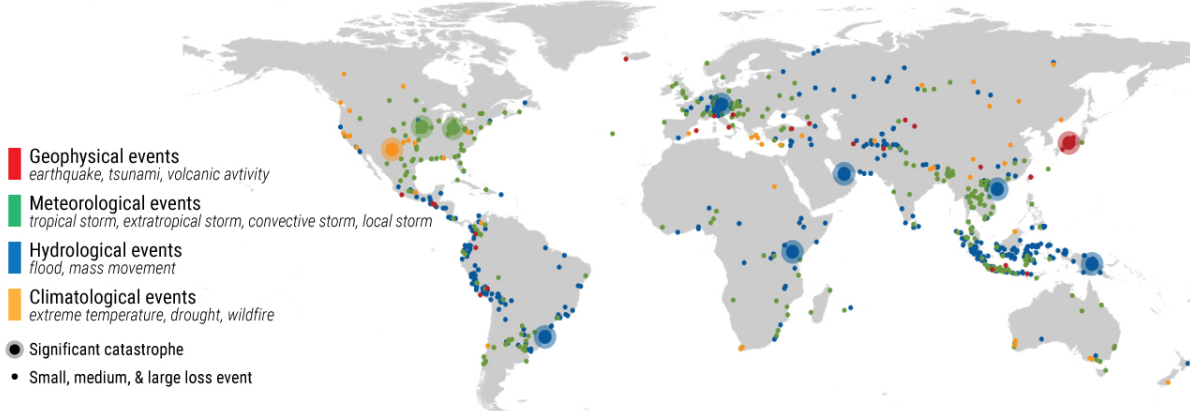 Geophysical events
earthquake, tsunami, volcanic avtivity
Meteorological events
tropical storm, extratropical storm, convective storm, local storm
Hydrological events
flood, mass movement
Climatological events
extreme temperature, drought, wildfire
Significant catastrophe
Small, medium, & large loss event